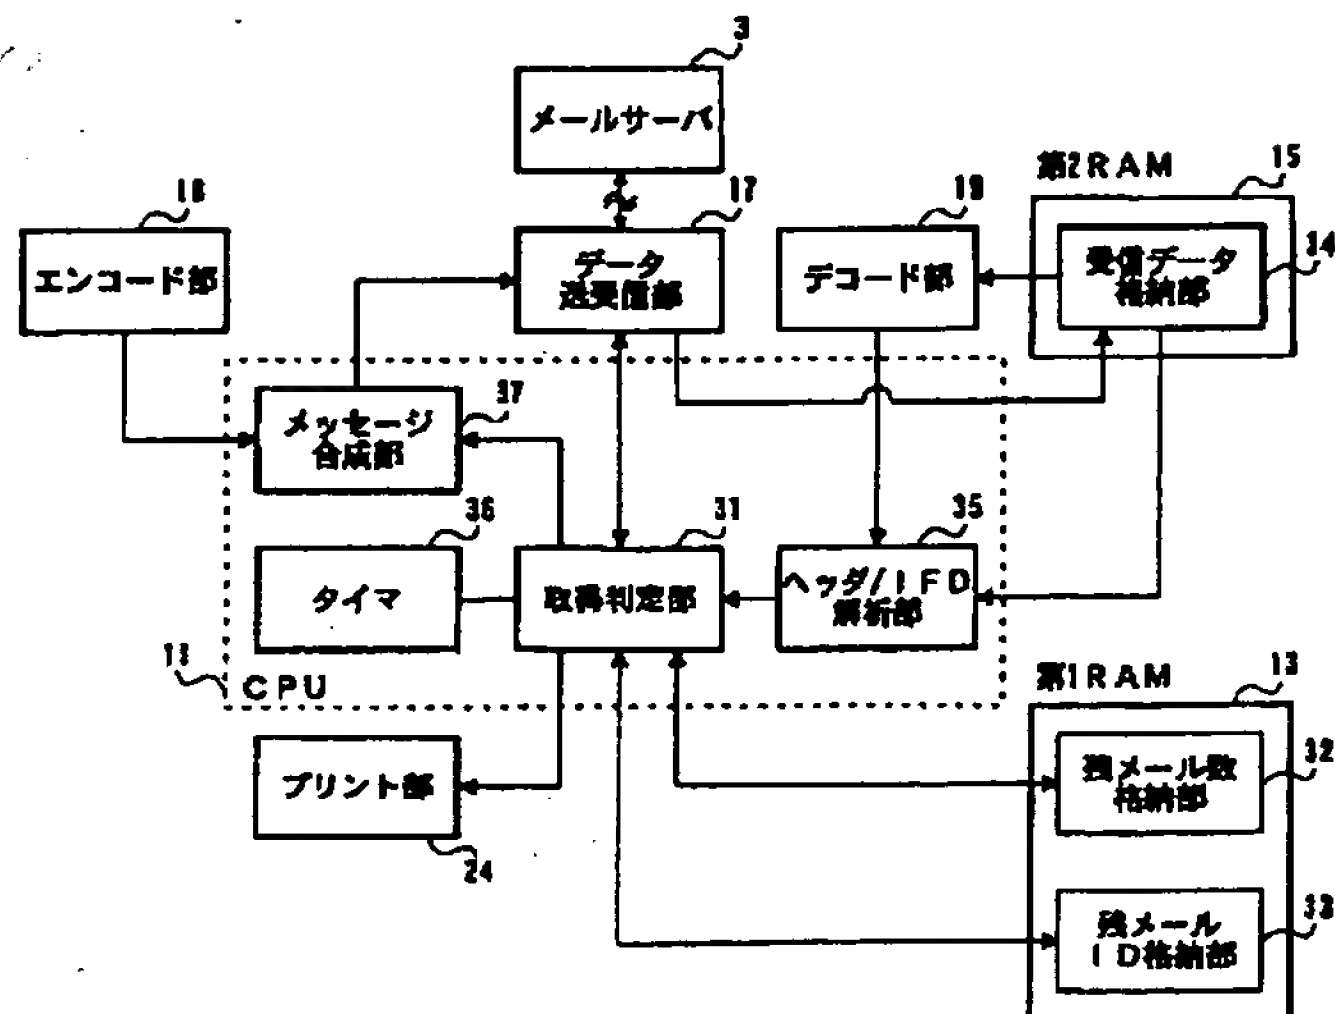 3
メールサーバ
18
エンコード部
17
データ
送受信部
19
デコード部
第2RAM
15
受信データ
格納部
34
37
メッセージ
合成部
36
タイマ
31
取得判定部
35
ヘッダ/IFD
解析部
11
CPU
プリント部
24
第1RAM
13
残メール数
格納部
32
残メール
ID格納部
33